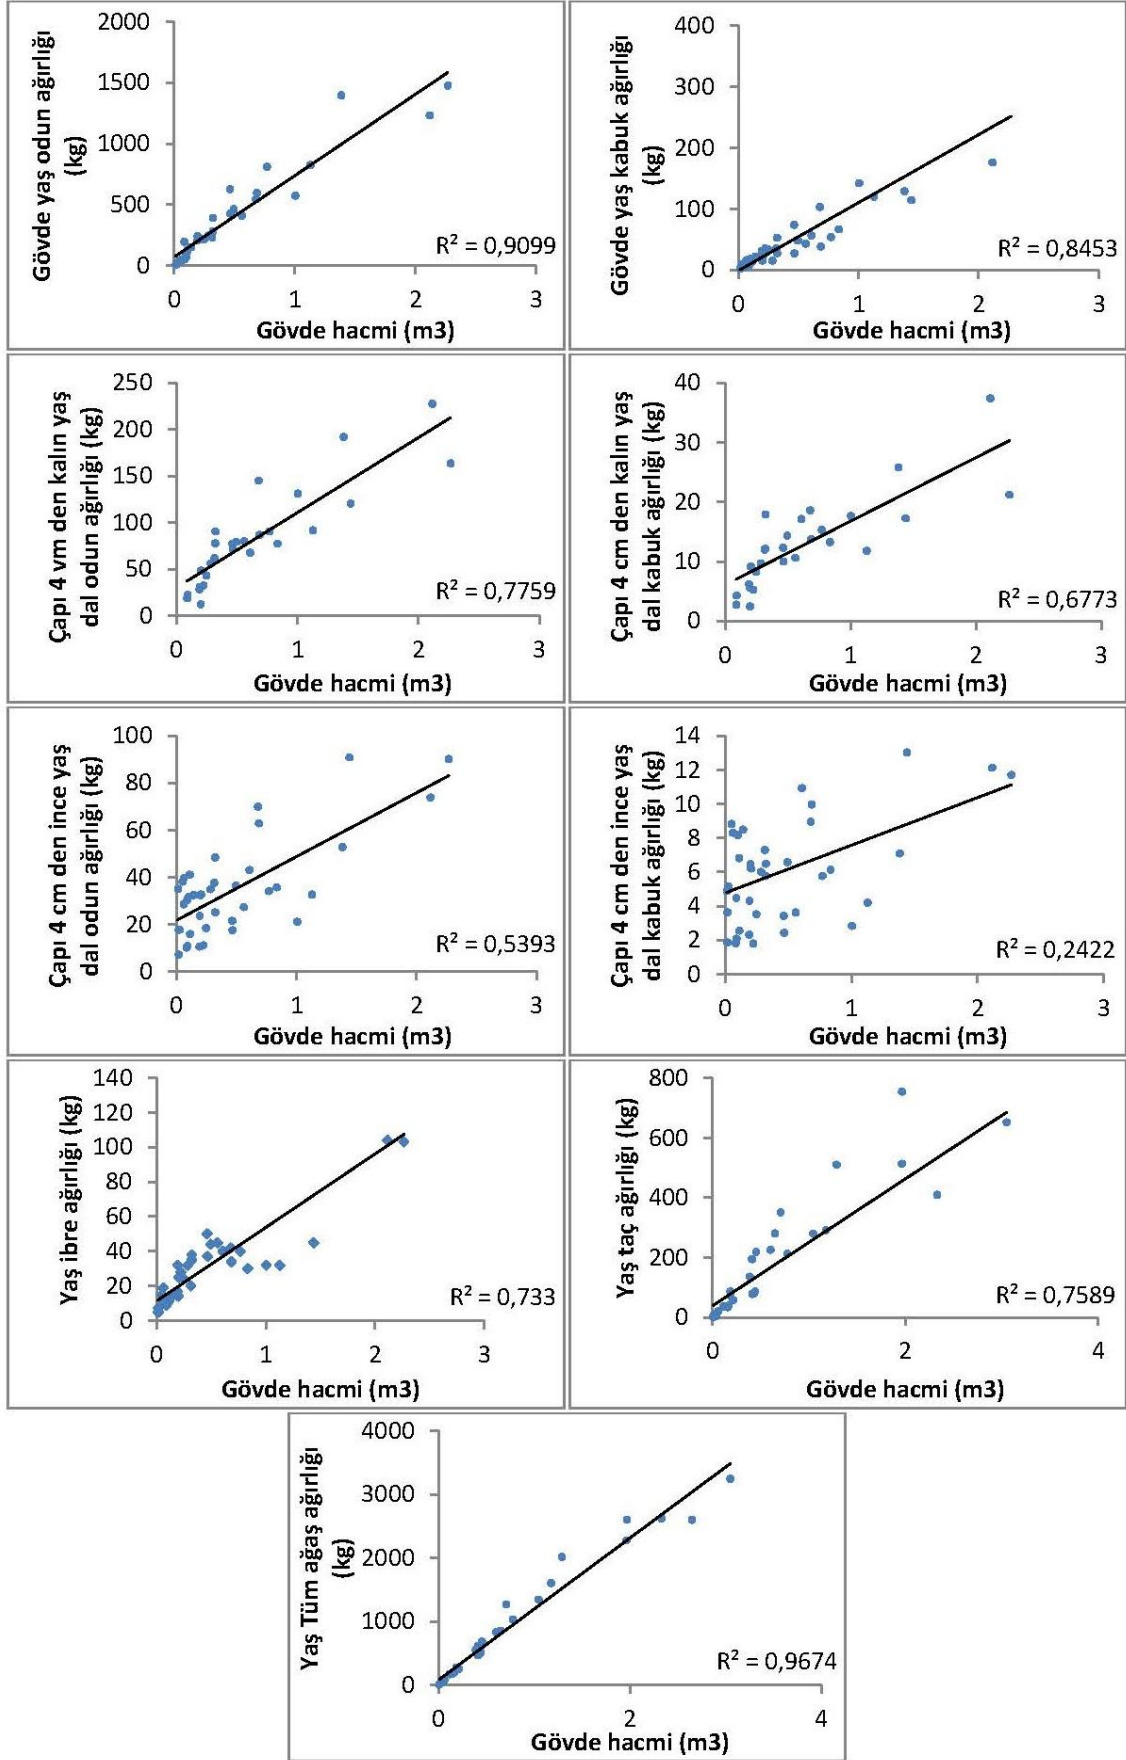 Gövde yaş odun ağırlığı
(kg)
2000
1500
1000
500
0
0 1 2 3
R² = 0,9099
Gövde hacmi (m3)
Gövde yaş kabuk ağırlığı
(kg)
400
300
200
100
0
0 1 2 3
R² = 0,8453
Gövde hacmi (m3)
Çapı 4 vm den kalın yaş
dal odun ağırlığı (kg)
250
200
150
100
50
0
0 1 2 3
R² = 0,7759
Gövde hacmi (m3)
Çapı 4 cm den kalın yaş
dal kabuk ağırlığı (kg)
40
30
20
10
0
0 1 2 3
R² = 0,6773
Gövde hacmi (m3)
Çapı 4 cm den ince yaş
dal odun ağırlığı (kg)
100
80
60
40
20
0
0 1 2 3
R² = 0,5393
Gövde hacmi (m3)
Çapı 4 cm den ince yaş
dal kabuk ağırlığı (kg)
14
12
10
8
6
4
2
0
0 1 2 3
R² = 0,2422
Gövde hacmi (m3)
Yaş ibre ağırlığı (kg)
140
120
100
80
60
40
20
0
0 1 2 3
R² = 0,733
Gövde hacmi (m3)
Yaş taç ağırlığı (kg)
800
600
400
200
0
0 2 4
R² = 0,7589
Gövde hacmi (m3)
Yaş Tüm ağaş ağırlığı
(kg)
4000
3000
2000
1000
0
0 2 4
R² = 0,9674
Gövde hacmi (m3)